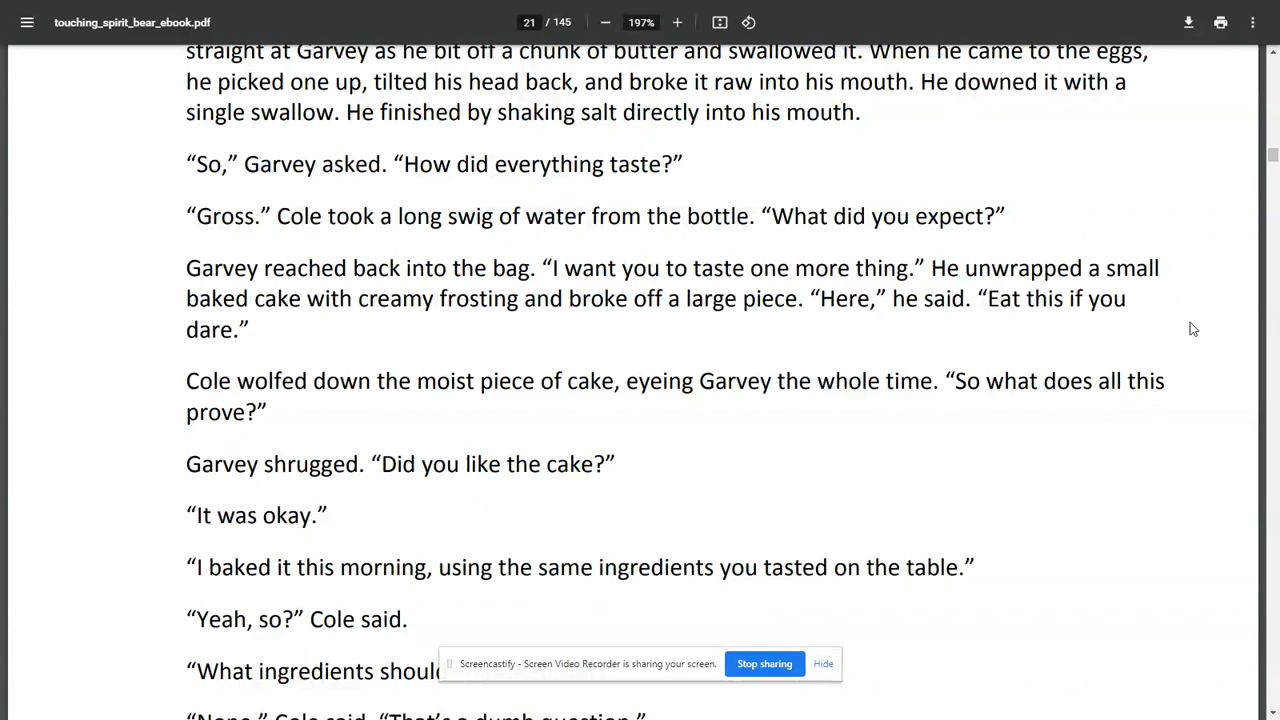 touching_spirit_bear_ebook.pdf
21 / 145
197%
straight at Garvey as he bit off a chunk of butter and swallowed it. When he came to the eggs,
he picked one up, tilted his head back, and broke it raw into his mouth. He downed it with a
single swallow. He finished by shaking salt directly into his mouth.
“So,” Garvey asked. “How did everything taste?”
“Gross.” Cole took a long swig of water from the bottle. “What did you expect?”
Garvey reached back into the bag. “I want you to taste one more thing.” He unwrapped a small
baked cake with creamy frosting and broke off a large piece. “Here,” he said. “Eat this if you
dare.”
Cole wolfed down the moist piece of cake, eyeing Garvey the whole time. “So what does all this
prove?”
Garvey shrugged. “Did you like the cake?”
“It was okay.”
“I baked it this morning, using the same ingredients you tasted on the table.”
“Yeah, so?” Cole said.
“What ingredients should
Screencastify - Screen Video Recorder is sharing your screen.
Stop sharing
Hide
“None,” Cole said. “That’s a dumb question.”